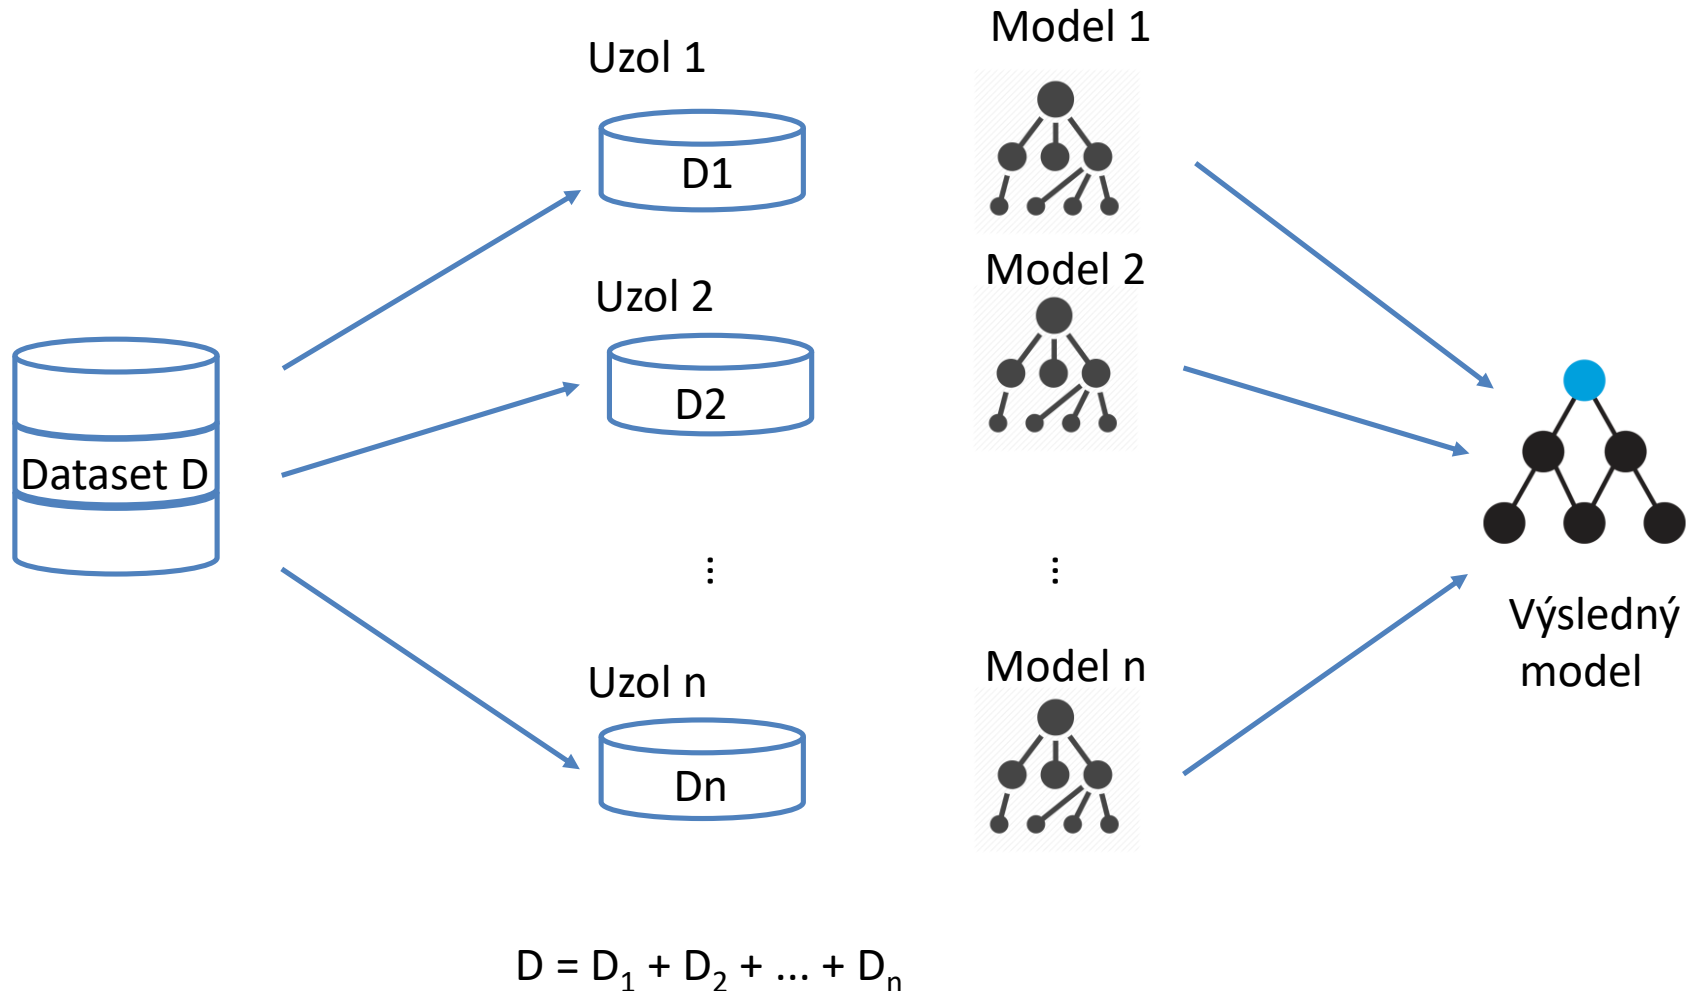 Model 1
Uzol 1
D1
Model 2
Uzol 2
D2
Dataset D
...
...
Výsledný
model
Model n
Uzol n
Dn
D = D₁ + D₂ + ... + Dₙ